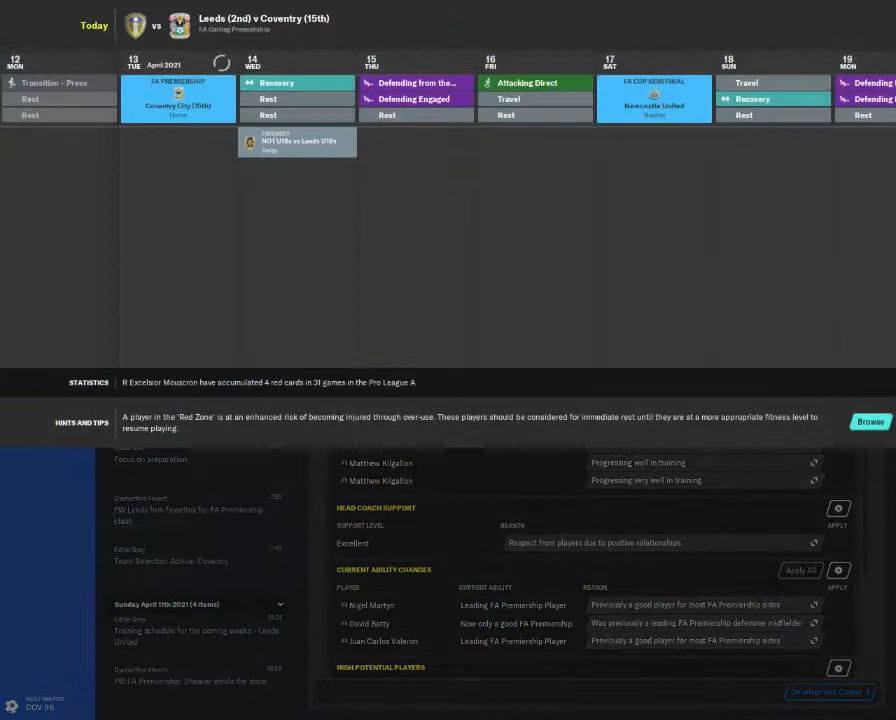 Today
vs
Leeds (2nd) v Coventry (15th)
FA Carling Premiership
12
MON
13
TUE April 2021
14
WED
15
THU
16
FRI
17
SAT
18
SUN
19
MON
Transition - Press
Rest
Rest
FA PREMIERSHIP
Coventry City (15th)
Home
Recovery
Rest
Rest
Defending from the...
Defending Engaged
Rest
Attacking Direct
Travel
Rest
FA CUP SEMI FINAL
Newcastle United
Neutral
Travel
Recovery
Rest
Defending
Defending
Rest
FRIENDLY
NOT U18s vs Leeds U18s
Away
STATISTICS
R Excelsior Mouscron have accumulated 4 red cards in 31 games in the Pro League A
HINTS AND TIPS
A player in the 'Red Zone' is at an enhanced risk of becoming injured through over-use. These players should be considered for immediate rest until they are at a more appropriate fitness level to
resume playing.
Browse
Focus on preparation
7:50
FW:Leeds firm favorites for FA Premiership
clash
Eddie Gray
7:40
Team Selection Advice: Coventry
Sunday April 11th 2021 (4 items)
Eddie Gray
21:31
Training schedule for the coming weeks - Leeds
United
FW:FA Premiership: Shearer steals the show
NEXT MATCH
COV (H)
Matthew Kilgallon
Progressing well in training
Matthew Kilgallon
Progressing very well in training
HEAD COACH SUPPORT
SUPPORT LEVEL
REASON
APPLY
Excellent
Respect from players due to positive relationships
CURRENT ABILITY CHANGES
Apply All
PLAYER
CURRENT ABILITY
REASON
APPLY
Nigel Martyn
Leading FA Premiership Player
Previously a good player for most FA Premiership sides
David Batty
Now only a good FA Premiership...
Was previously a leading FA Premiership defensive midfielder
Juan Carlos Valeron
Leading FA Premiership Player
Previously a good player for most FA Premiership sides
HIGH POTENTIAL PLAYERS
Development Center